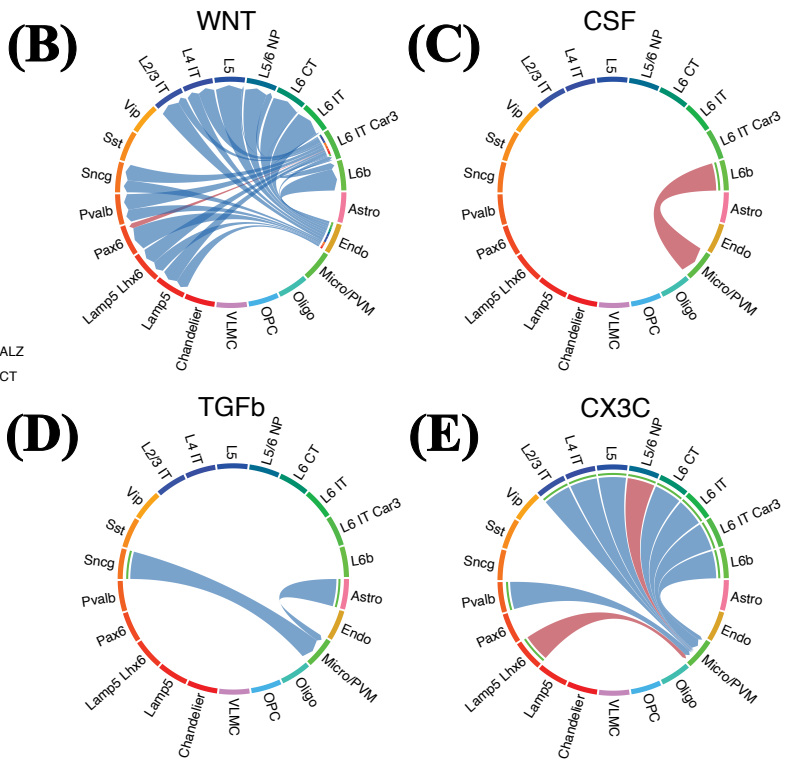 (B)
WNT
L2/3 IT
L4 IT
L5
L5/6 NP
L6 CT
L6 IT
L6 IT Car3
L6b
Astro
Endo
Micro/PVM
Oligo
OPC
VLMC
Chandelier
Lamp5
Lamp5 Lhx6
Pax6
Pvalb
Sncg
Sst
Vip
(C)
CSF
L2/3 IT
L4 IT
L5
L5/6 NP
L6 CT
L6 IT
L6 IT Car3
L6b
Astro
Endo
Micro/PVM
Oligo
OPC
VLMC
Chandelier
Lamp5
Lamp5 Lhx6
Pax6
Pvalb
Sncg
Sst
Vip
ALZ
CT
(D)
TGFb
L2/3 IT
L4 IT
L5
L5/6 NP
L6 CT
L6 IT
L6 IT Car3
L6b
Astro
Endo
Micro/PVM
Oligo
OPC
VLMC
Chandelier
Lamp5
Lamp5 Lhx6
Pax6
Pvalb
Sncg
Sst
Vip
(E)
CX3C
L2/3 IT
L4 IT
L5
L5/6 NP
L6 CT
L6 IT
L6 IT Car3
L6b
Astro
Endo
Micro/PVM
Oligo
OPC
VLMC
Chandelier
Lamp5
Lamp5 Lhx6
Pax6
Pvalb
Sncg
Sst
Vip